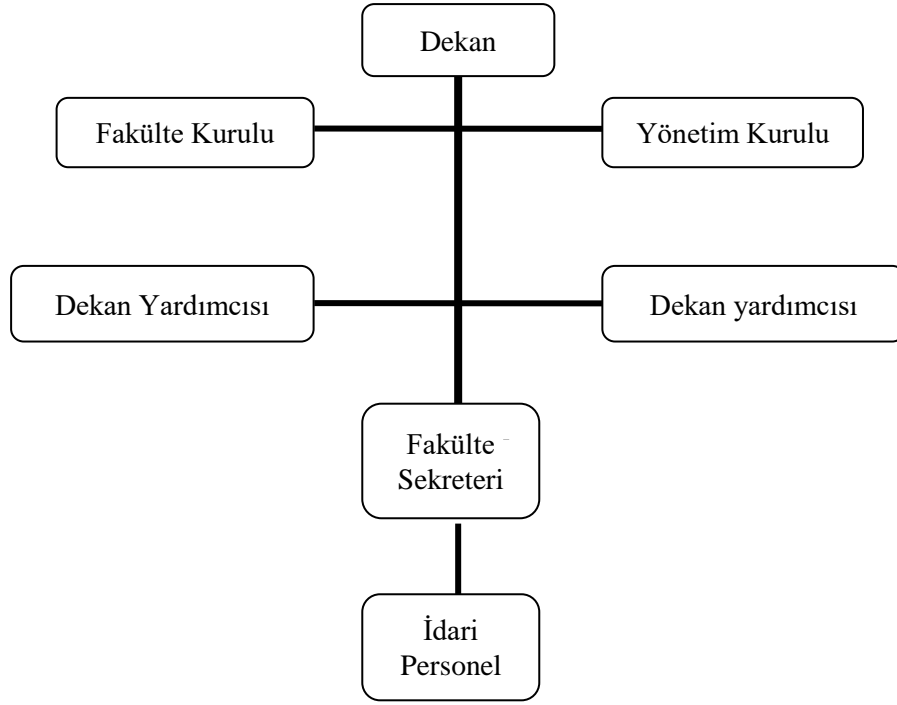 Dekan
Fakülte Kurulu
Yönetim Kurulu
Dekan Yardımcısı
Dekan yardımcısı
Fakülte
Sekreteri
İdari
Personel